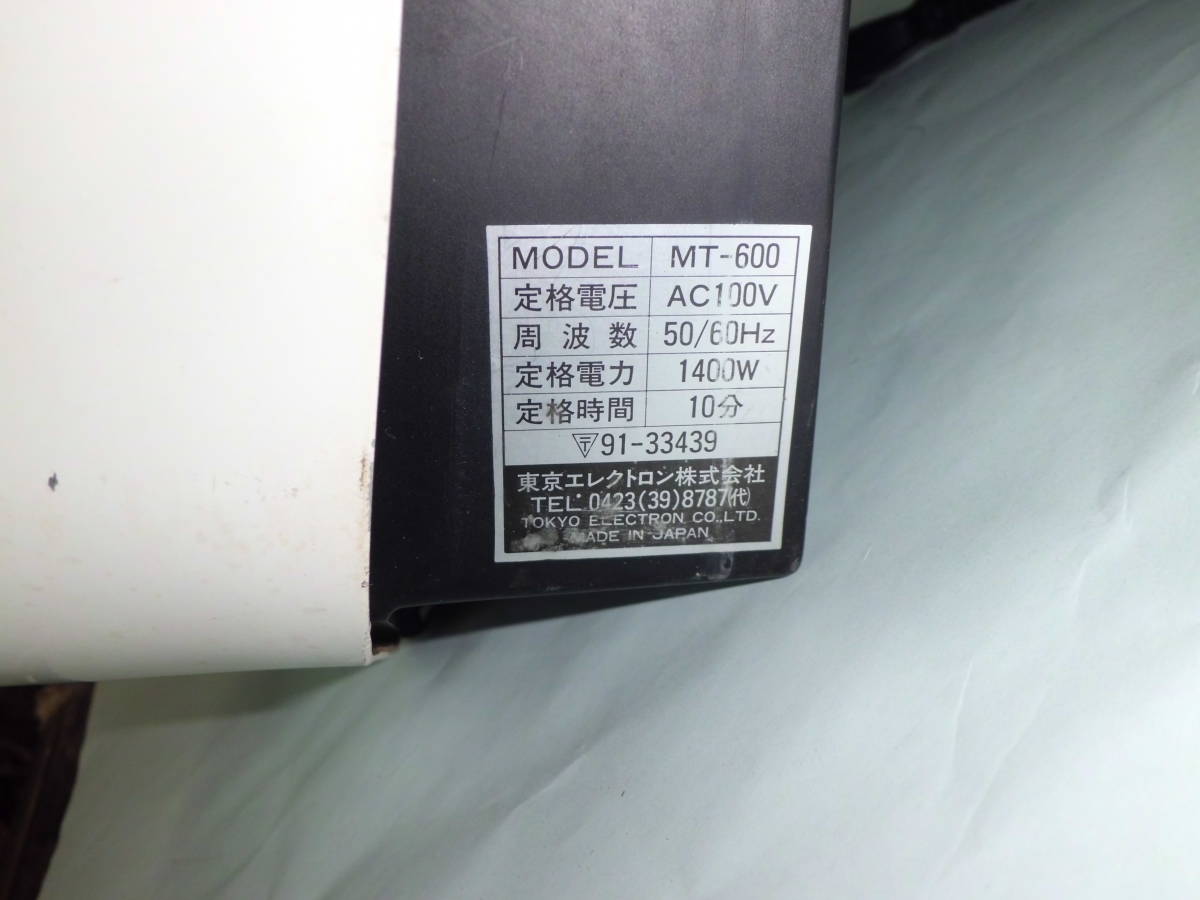 MODEL MT-600
定格電圧 AC100V
周波数 50/60Hz
定格電力 1400W
定格時間 10分
〒91-33439
東京エレクトロン株式会社
TEL.0423(39)8787(代)
TOKYO ELECTRON CO.,LTD.
MADE IN JAPAN